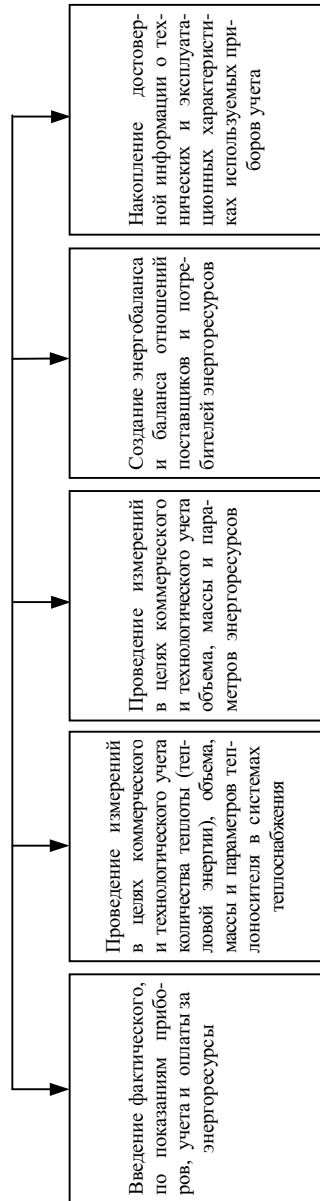 Введение фактического,
по показаниям прибо-
ров, учета и оплаты за
энергоресурсы
Проведение измерений
в целях коммерческого
и технологического учета
количества теплоты (теп-
ловой энергии), объема,
массы и параметров теп-
лоносителя в системах
теплоснабжения
Проведение измерений
в целях коммерческого
и технологического учета
объема, массы и пара-
метров энергоресурсов
Создание энергобаланса
и баланса отношений
поставщиков и потре-
бителей энергоресурсов
Накопление достовер-
ной информации о тех-
нических и эксплуата-
ционных характеристи-
ках используемых при-
боров учета